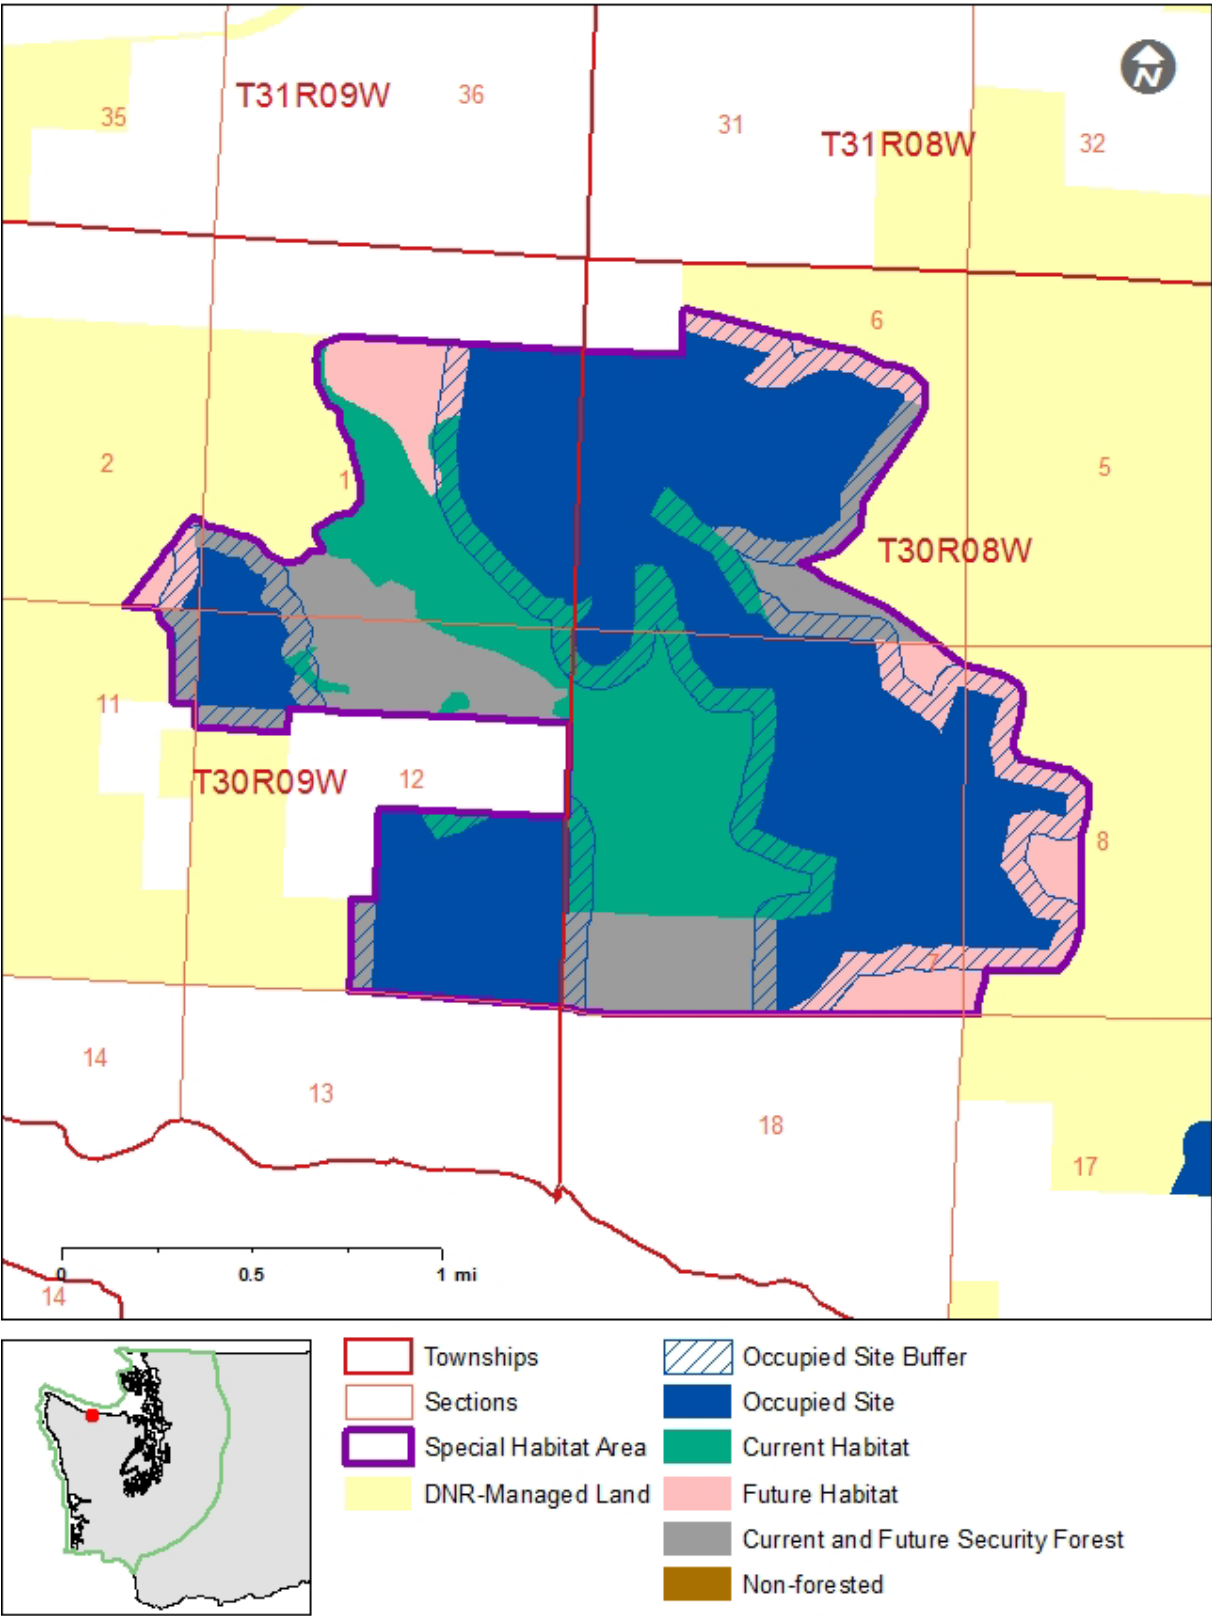 N
T31R09W
36
35
31
T31R08W
32
6
2
1
5
T30R08W
11
T30R09W
12
8
7
14
13
18
17
0 0.5 1 mi
14
Townships
Sections
Special Habitat Area
DNR-Managed Land
Occupied Site Buffer
Occupied Site
Current Habitat
Future Habitat
Current and Future Security Forest
Non-forested